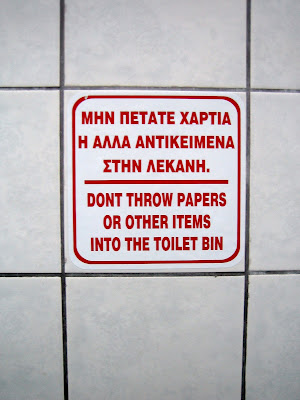 ΜΗΝ ΠΕΤΑΤΕ ΧΑΡΤΙΑ
Η ΑΛΛΑ ΑΝΤΙΚΕΙΜΕΝΑ
ΣΤΗΝ ΛΕΚΑΝΗ.
DONT THROW PAPERS
OR OTHER ITEMS
INTO THE TOILET BIN